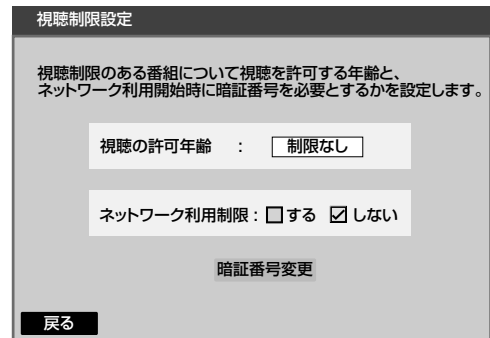 視聴制限設定
視聴制限のある番組について視聴を許可する年齢と、
ネットワーク利用開始時に暗証番号を必要とするかを設定します。
視聴の許可年齢 : 制限なし
ネットワーク利用制限 : する しない
暗証番号変更
戻る